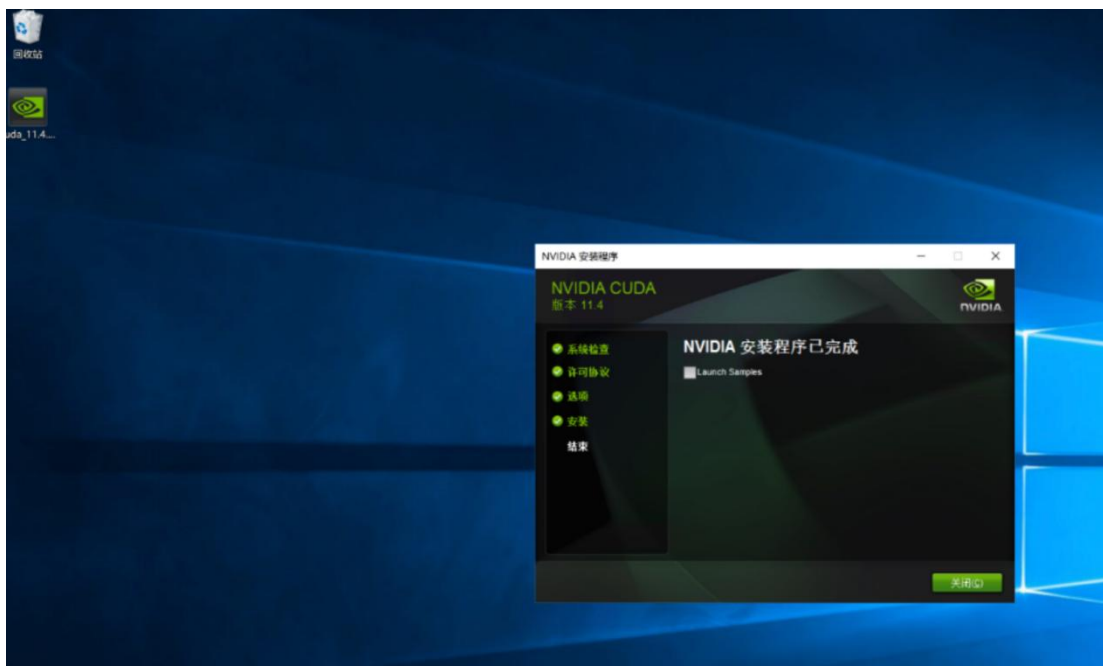 回收站
uda_11.4....
NVIDIA 安装程序
NVIDIA CUDA
版本 11.4
NVIDIA
系统检查
许可协议
选项
安装
结束
NVIDIA 安装程序已完成
Launch Samples
关闭(C)